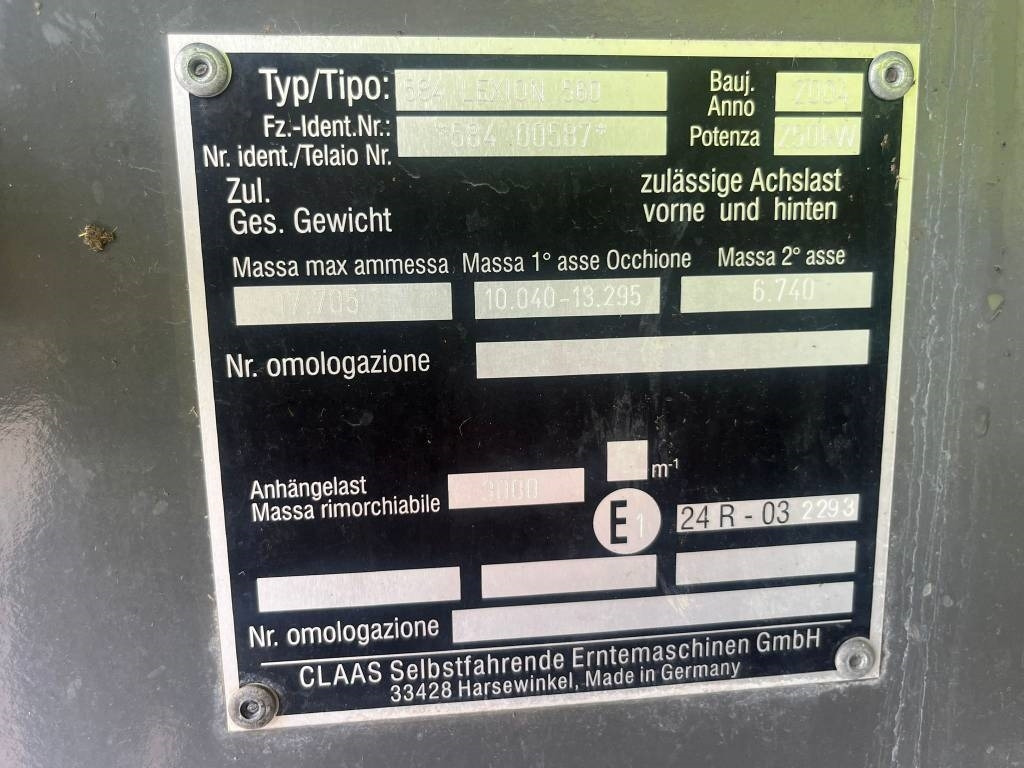 Typ/Tipo: 584 LEXION 560 Bauj. Anno 2004
Fz.-Ident.Nr.: *584 00587* Potenza 250kW
Nr. ident./Telaio Nr.
Zul. zulässige Achslast
Ges. Gewicht vorne und hinten
Massa max ammessa Massa 1° asse Occhione Massa 2° asse
17.705 10.040-13.295 6.740
Nr. omologazione
m⁻¹
Anhängelast 3000
Massa rimorchiabile E1 24 R - 03 2293
Nr. omologazione
CLAAS Selbstfahrende Erntemaschinen GmbH
33428 Harsewinkel, Made in Germany